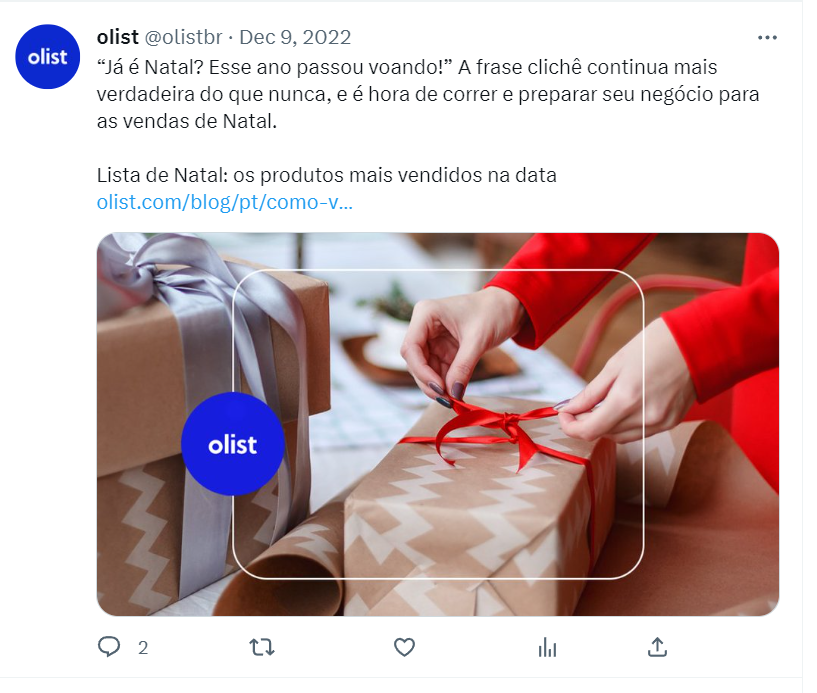 olist @olistbr · Dec 9, 2022
olist
“Já é Natal? Esse ano passou voando!” A frase clichê continua mais
verdadeira do que nunca, e é hora de correr e preparar seu negócio para
as vendas de Natal.
Lista de Natal: os produtos mais vendidos na data
olist.com/blog/pt/como-v...
olist
2